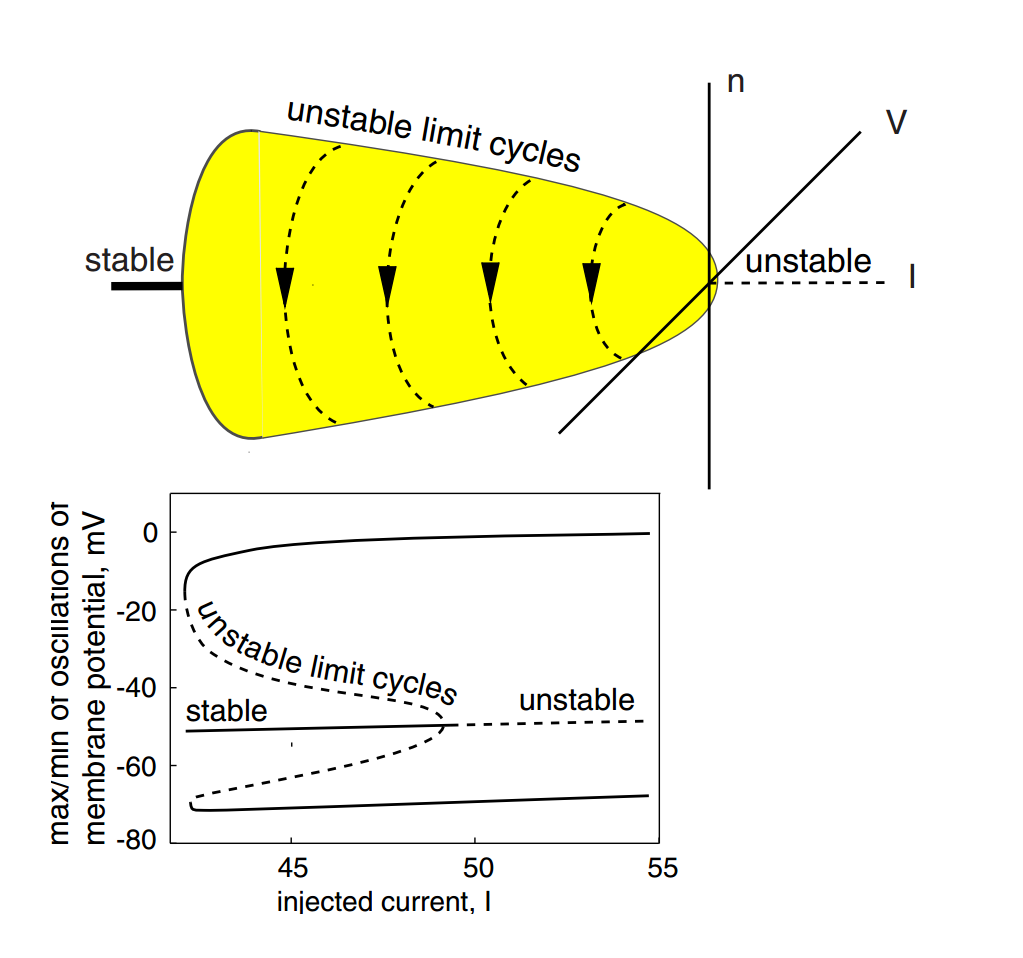 n
V
unstable limit cycles
stable
unstable
I
max/min of oscillations of
membrane potential, mV
0
-20
-40
-60
-80
unstable limit cycles
stable
unstable
45
50
55
injected current, I